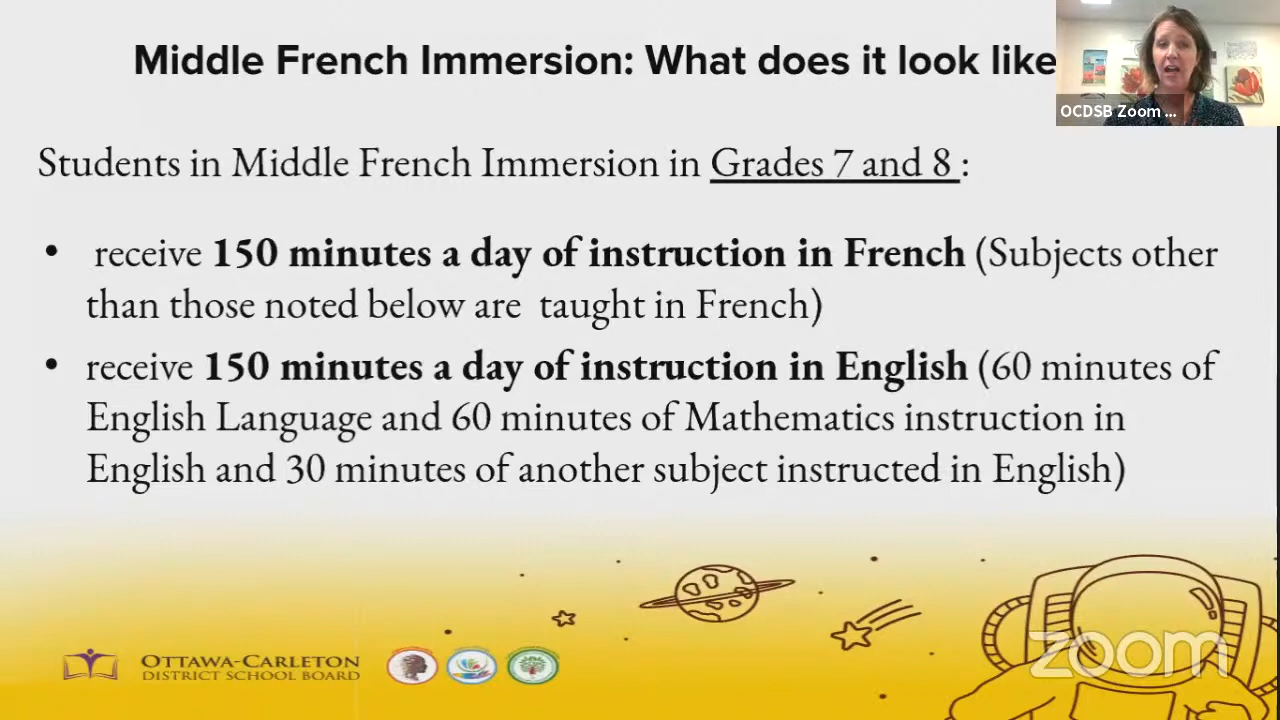 Middle French Immersion: What does it look like
OCDSB Zoom ...
Students in Middle French Immersion in Grades 7 and 8 :
• receive 150 minutes a day of instruction in French (Subjects other
than those noted below are taught in French)
• receive 150 minutes a day of instruction in English (60 minutes of
English Language and 60 minutes of Mathematics instruction in
English and 30 minutes of another subject instructed in English)
OTTAWA-CARLETON
DISTRICT SCHOOL BOARD
zoom